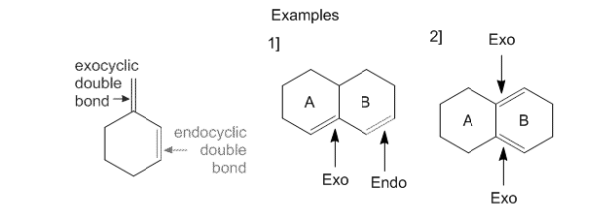 Examples
1]
2]
Exo
exocyclic
double
bond
endocyclic
double
bond
A
B
A
B
Exo
Endo
Exo